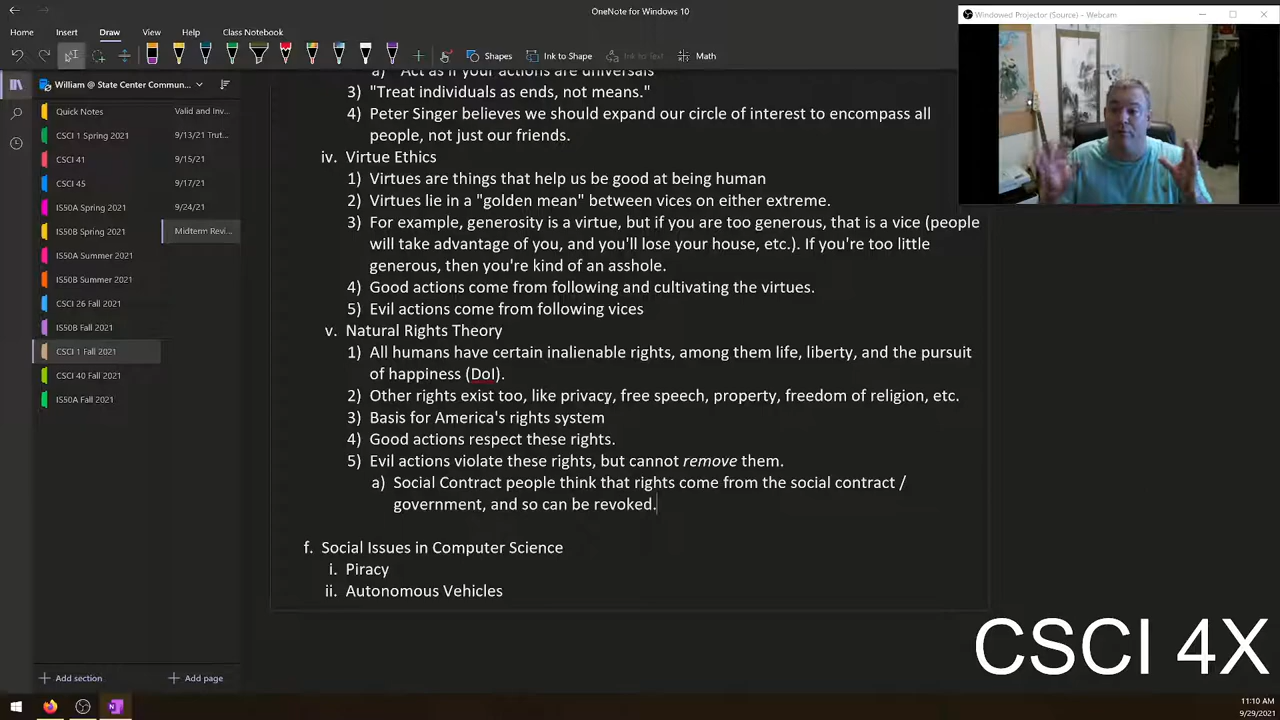 OneNote for Windows 10
Windowed Projector (Source) - Webcam
Home Insert Draw View Help Class Notebook
Shapes Ink to Shape Ink to Text Math
William @ State Center Commun...
Quick Notes
CSCI 1 Spring 2021
CSCI 41
CSCI 45
IS50A Spring 2021
IS50B Spring 2021
IS50A Summer 2021
IS50B Summer 2021
CSCI 26 Fall 2021
IS50B Fall 2021
CSCI 1 Fall 2021
CSCI 40 Fall 2021
IS50A Fall 2021
Add section
Valid and Inv...
9/13/21 Trut...
9/15/21
9/17/21
9/24/21
Midterm Revi...
Add page
a) Act as if your actions are universals
3) "Treat individuals as ends, not means."
4) Peter Singer believes we should expand our circle of interest to encompass all
people, not just our friends.
iv. Virtue Ethics
1) Virtues are things that help us be good at being human
2) Virtues lie in a "golden mean" between vices on either extreme.
3) For example, generosity is a virtue, but if you are too generous, that is a vice (people
will take advantage of you, and you'll lose your house, etc.). If you're too little
generous, then you're kind of an asshole.
4) Good actions come from following and cultivating the virtues.
5) Evil actions come from following vices
v. Natural Rights Theory
1) All humans have certain inalienable rights, among them life, liberty, and the pursuit
of happiness (DoI).
2) Other rights exist too, like privacy, free speech, property, freedom of religion, etc.
3) Basis for America's rights system
4) Good actions respect these rights.
5) Evil actions violate these rights, but cannot remove them.
a) Social Contract people think that rights come from the social contract /
government, and so can be revoked.
f. Social Issues in Computer Science
i. Piracy
ii. Autonomous Vehicles
CSCI 4X
11:10 AM
9/29/2021